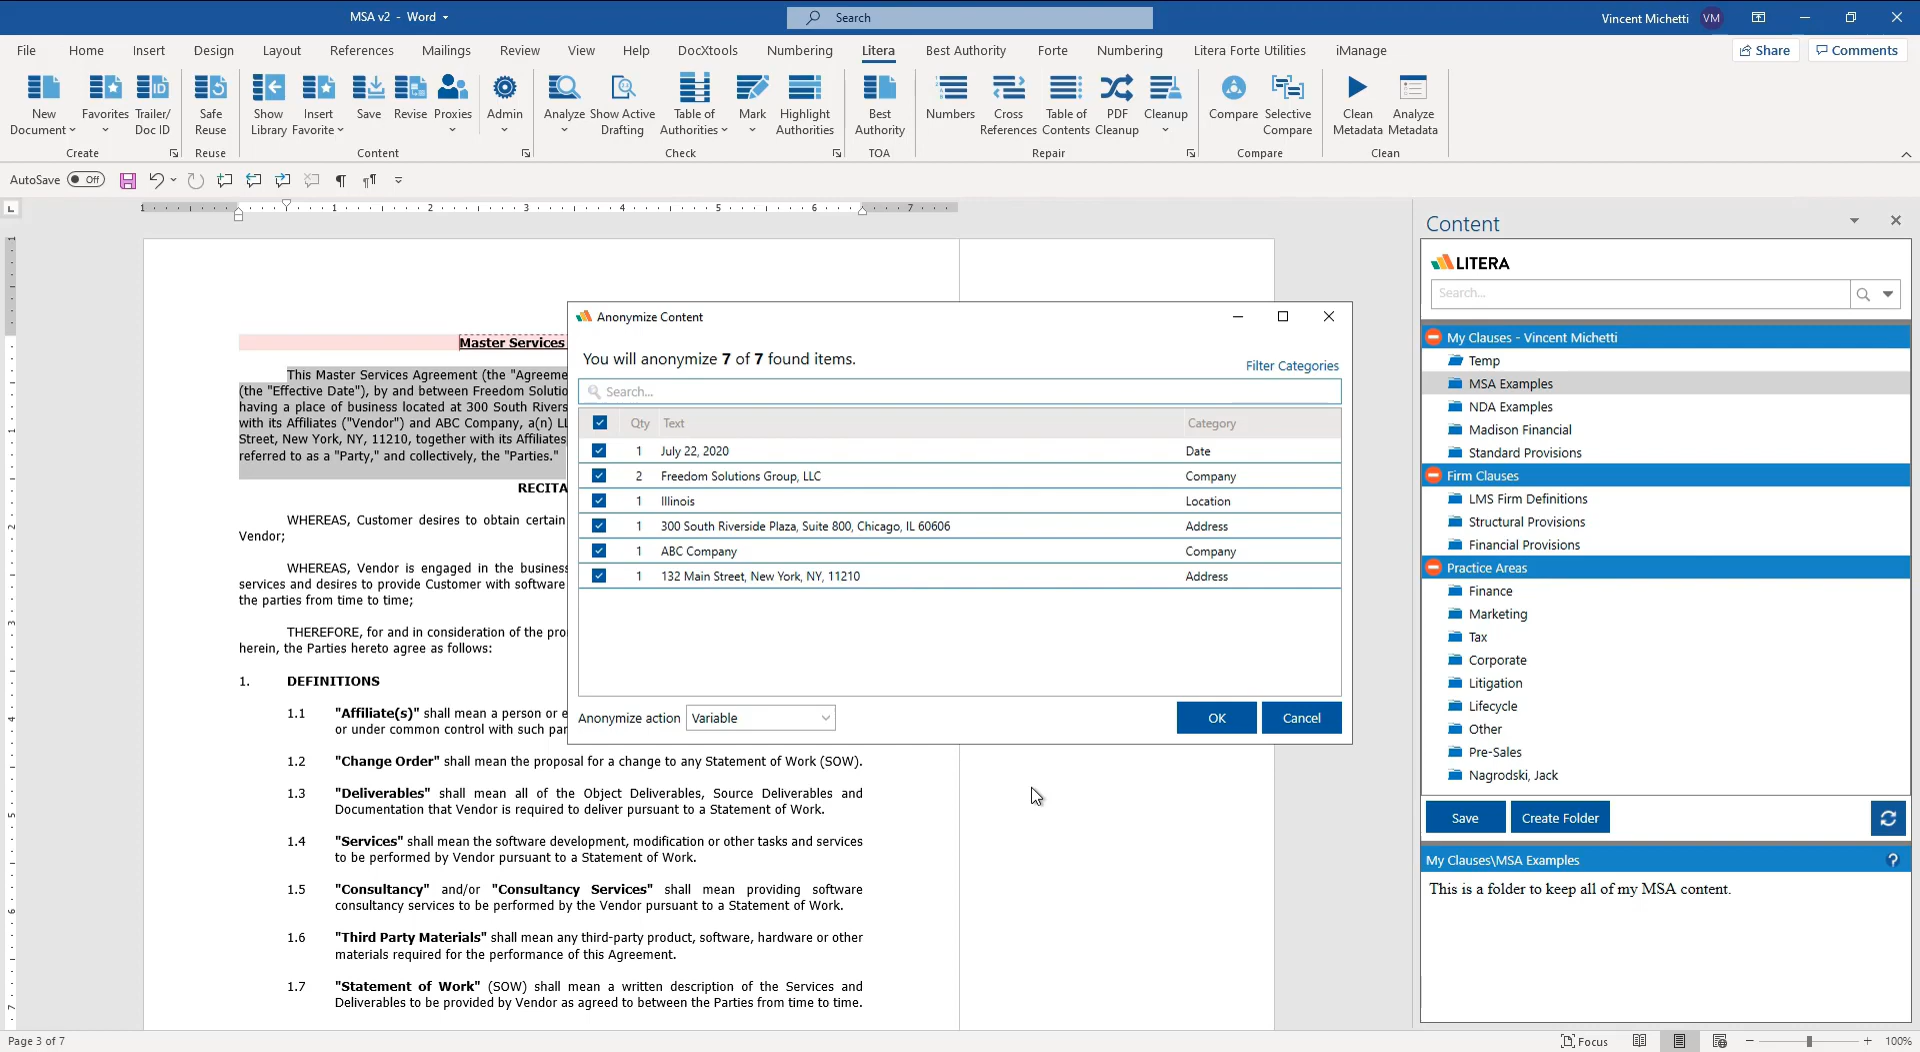 MSA v2 - Word
Search
Vincent Michetti VM
File Home Insert Design Layout References Mailings Review View Help DocXtools Numbering Litera Best Authority Forte Numbering Litera Forte Utilities iManage
Share Comments
New Document
Favorites
Trailer/ Doc ID
Safe Reuse
Show Library
Insert Favorite
Save
Revise
Proxies
Admin
Analyze
Show Active Drafting
Table of Authorities
Mark
Highlight Authorities
Best Authority
Numbers
Cross References
Table of Contents
PDF Cleanup
Cleanup
Compare
Selective Compare
Clean Metadata
Analyze Metadata
Create Reuse Content Check TOA Repair Compare Clean
AutoSave Off
1 1 2 3 4 5 6 7
Master Services
This Master Services Agreement (the "Agreeme
(the "Effective Date"), by and between Freedom Solutio
having a place of business located at 300 South Rivers
with its Affiliates ("Vendor") and ABC Company, a(n) LL
Street, New York, NY, 11210, together with its Affiliates
referred to as a "Party," and collectively, the "Parties."
RECITA
WHEREAS, Customer desires to obtain certain
Vendor;
WHEREAS, Vendor is engaged in the business
services and desires to provide Customer with software
the parties from time to time;
THEREFORE, for and in consideration of the pro
herein, the Parties hereto agree as follows:
1. DEFINITIONS
1.1 "Affiliate(s)" shall mean a person or e
or under common control with such par
1.2 "Change Order" shall mean the proposal for a change to any Statement of Work (SOW).
1.3 "Deliverables" shall mean all of the Object Deliverables, Source Deliverables and
Documentation that Vendor is required to deliver pursuant to a Statement of Work.
1.4 "Services" shall mean the software development, modification or other tasks and services
to be performed by Vendor pursuant to a Statement of Work.
1.5 "Consultancy" and/or "Consultancy Services" shall mean providing software
consultancy services to be performed by the Vendor pursuant to a Statement of Work.
1.6 "Third Party Materials" shall mean any third-party product, software, hardware or other
materials required for the performance of this Agreement.
1.7 "Statement of Work" (SOW) shall mean a written description of the Services and
Deliverables to be provided by Vendor as agreed to between the Parties from time to time.
Anonymize Content
You will anonymize 7 of 7 found items.
Filter Categories
Search...
Qty Text Category
1 July 22, 2020 Date
2 Freedom Solutions Group, LLC Company
1 Illinois Location
1 300 South Riverside Plaza, Suite 800, Chicago, IL 60606 Address
1 ABC Company Company
1 132 Main Street, New York, NY, 11210 Address
Anonymize action Variable OK Cancel
Content
LITERA
Search...
My Clauses - Vincent Michetti
Temp
MSA Examples
NDA Examples
Madison Financial
Standard Provisions
Firm Clauses
LMS Firm Definitions
Structural Provisions
Financial Provisions
Practice Areas
Finance
Marketing
Tax
Corporate
Litigation
Lifecycle
Other
Pre-Sales
Nagrodski, Jack
Save Create Folder
My Clauses\MSA Examples ?
This is a folder to keep all of my MSA content.
Page 3 of 7
Focus 100%